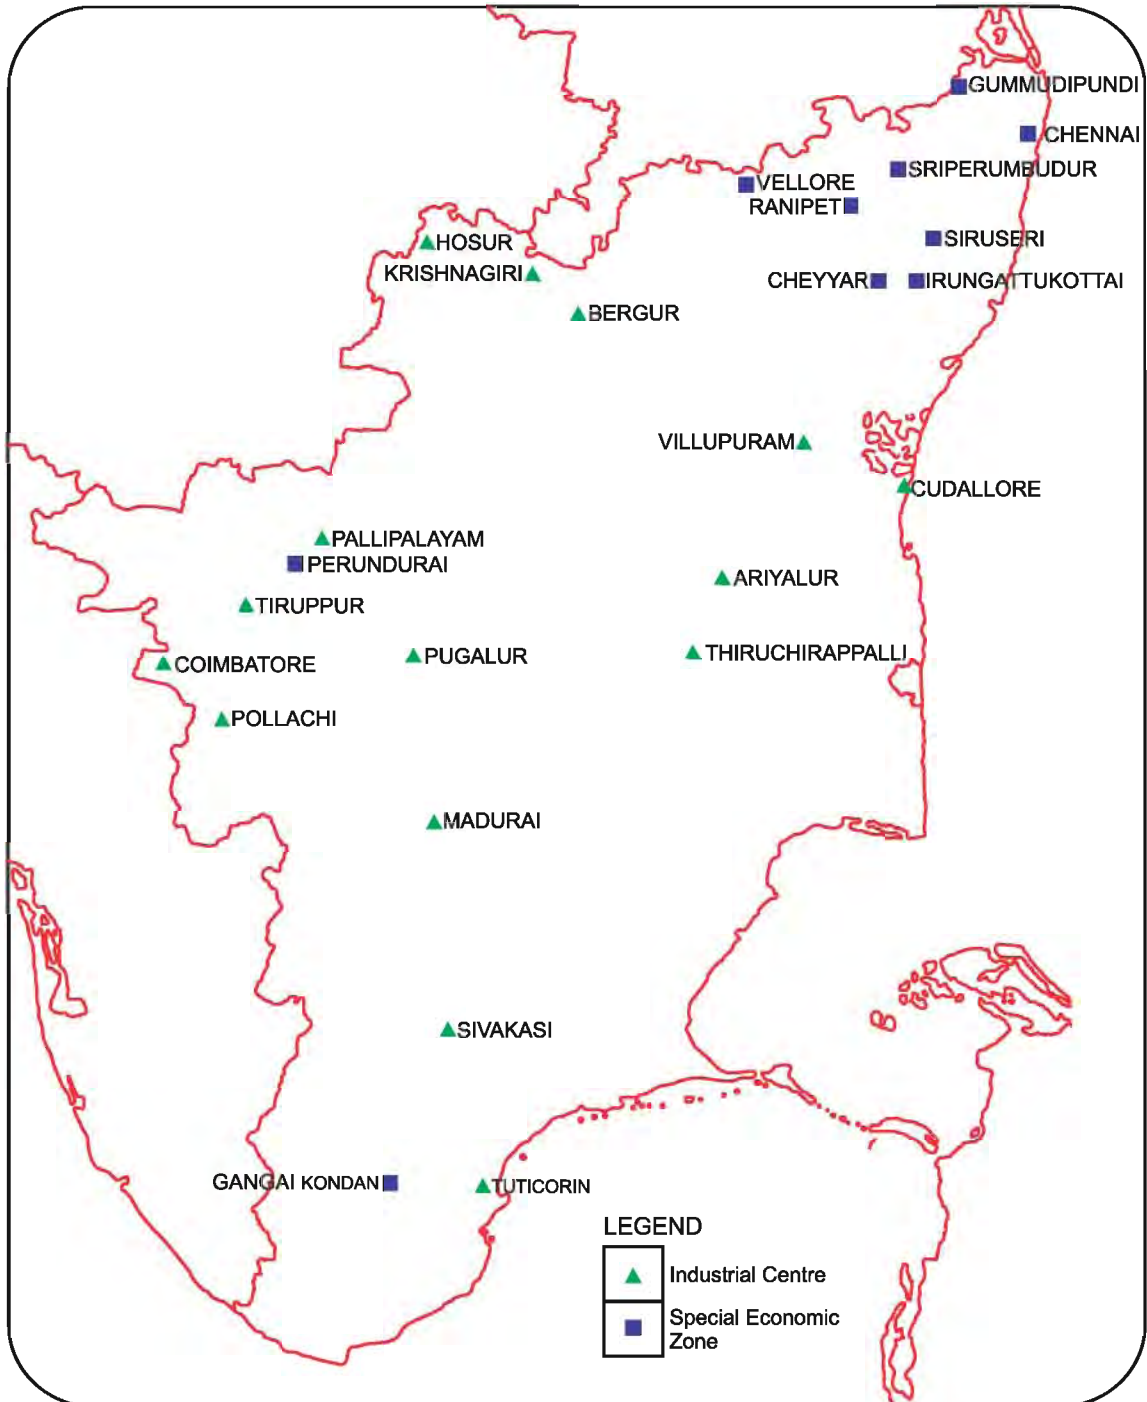 GUMMUDIPUNDI
CHENNAI
SRIPERUMBUDUR
VELLORE
RANIPET
SIRUSERI
HOSUR
KRISHNAGIRI
CHEYYAR
IRUNGATTUKOTTAI
BERGUR
VILLUPURAM
CUDALLORE
PALLIPALAYAM
PERUNDURAI
ARIYALUR
TIRUPPUR
THIRUCHIRAPPALLI
PUGALUR
COIMBATORE
POLLACHI
MADURAI
SIVAKASI
GANGAI KONDAN
TUTICORIN
LEGEND
Industrial Centre
Special Economic
Zone